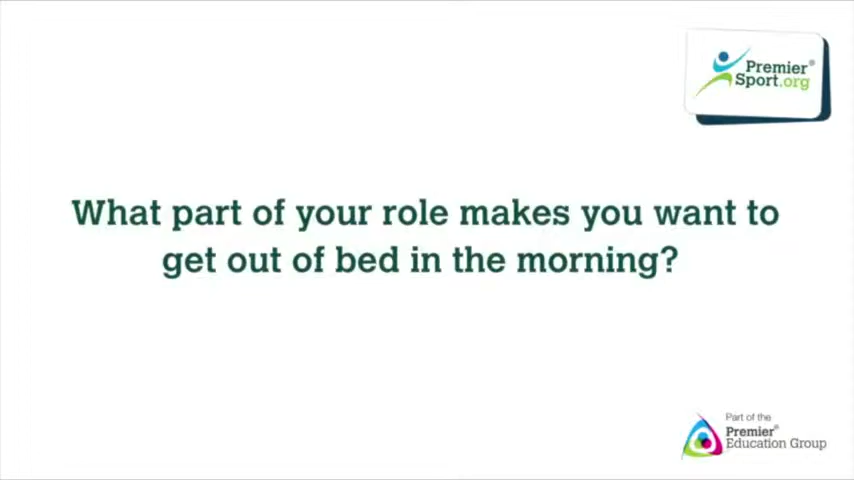 Premier®
Sport.org
What part of your role makes you want to
get out of bed in the morning?
Part of the
Premier®
Education Group